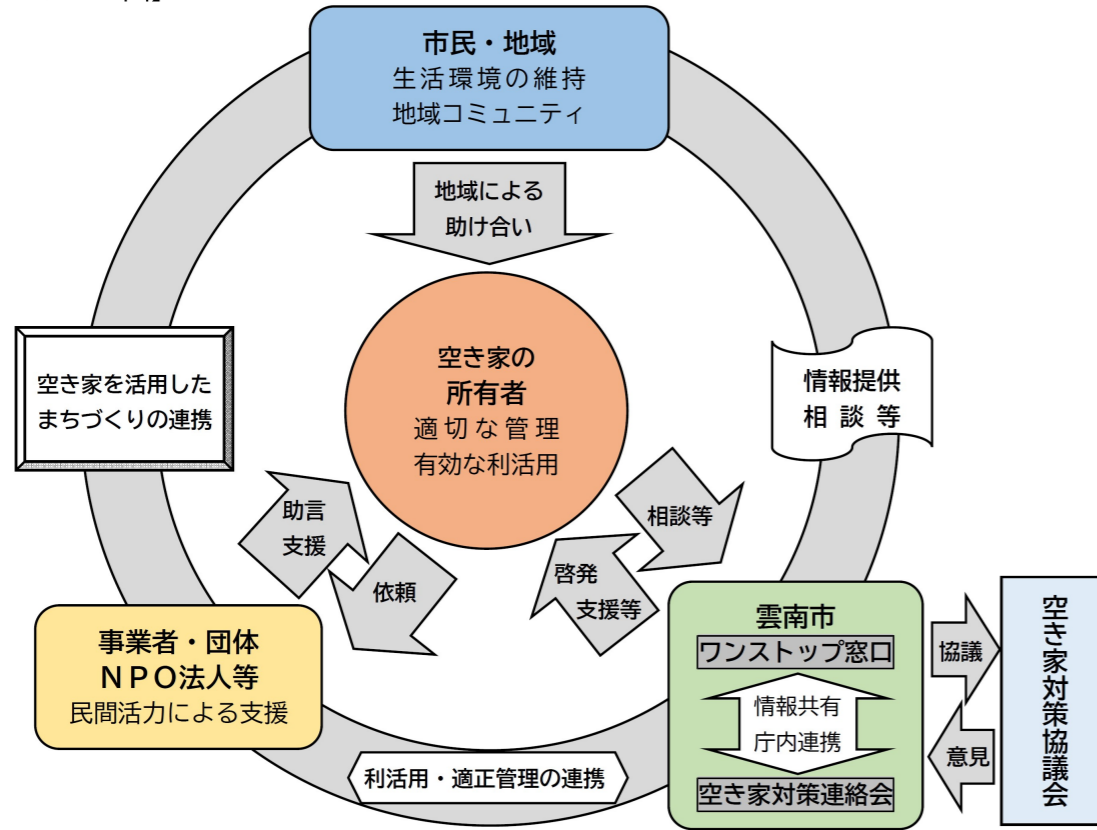 市民・地域
生活環境の維持
地域コミュニティ
地域による
助け合い
空き家の
所有者
適切な管理
有効な利活用
空き家を活用した
まちづくりの連携
情報提供
相談等
助言
支援
依頼
相談等
啓発
支援等
事業者・団体
ＮＰＯ法人等
民間活力による支援
雲南市
ワンストップ窓口
情報共有
庁内連携
空き家対策連絡会
協議
意見
空き家対策協議会
利活用・適正管理の連携